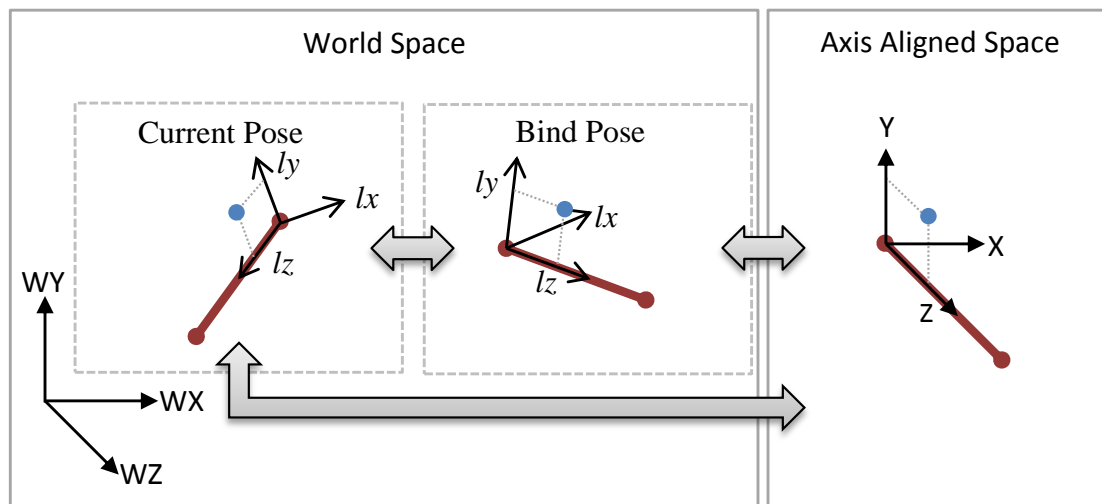 World Space
Axis Aligned Space
Current Pose
ly
lx
lz
Bind Pose
ly
lx
lz
Y
X
Z
WY
WX
WZ